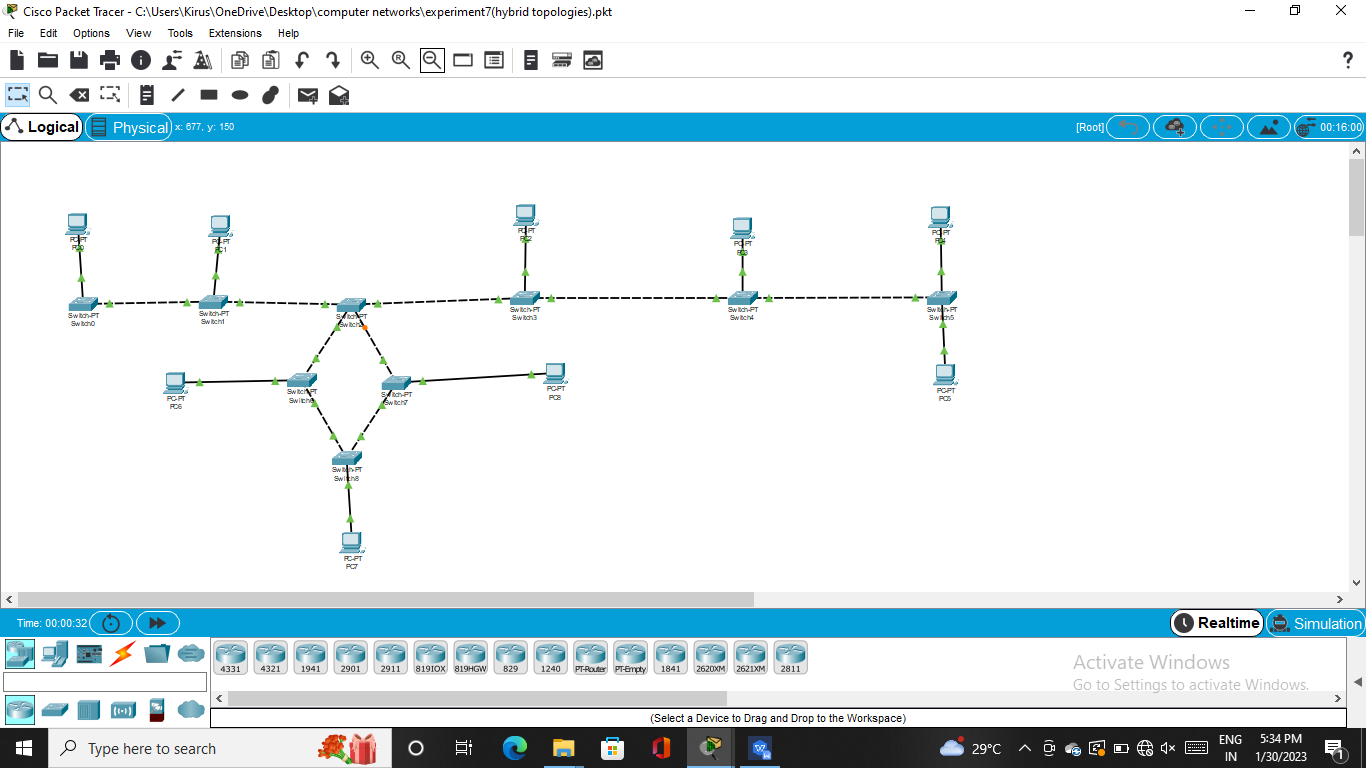 Cisco Packet Tracer - C:\Users\Kirus\OneDrive\Desktop\computer networks\experiment7(hybrid topologies).pkt
File Edit Options View Tools Extensions Help
Logical Physical x: 677, y: 150 [Root] 00:16:00
PC-PT
PC0
PC-PT
PC1
PC-PT
PC2
PC-PT
PC3
PC-PT
PC4
Switch-PT
Switch0
Switch-PT
Switch1
Switch-PT
Switch2
Switch-PT
Switch3
Switch-PT
Switch4
Switch-PT
Switch5
PC-PT
PC6
Switch-PT
Switch6
Switch-PT
Switch7
PC-PT
PC8
PC-PT
PC5
Switch-PT
Switch8
PC-PT
PC7
Time: 00:00:32 Realtime Simulation
4331 4321 1941 2901 2911 819IOX 819HGW 829 1240 PT-Router PT-Empty 1841 2620XM 2621XM 2811
Activate Windows
Go to Settings to activate Windows.
(Select a Device to Drag and Drop to the Workspace)
Type here to search
29°C
ENG
IN
5:34 PM
1/30/2023
1